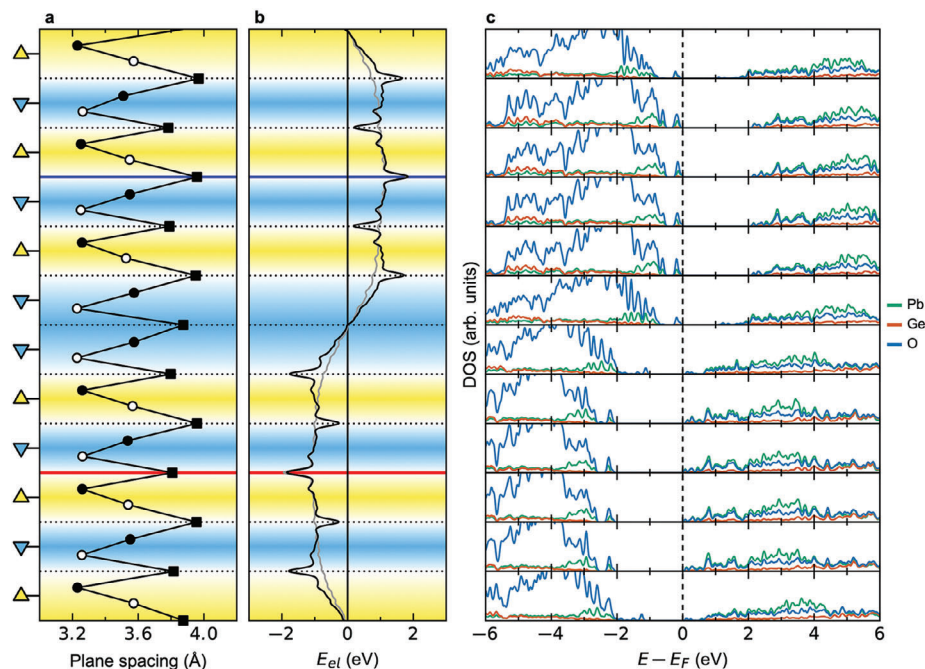 a b c
DOS (arb. units)
Pb
Ge
O
3.2 3.6 4.0 −2 0 2 −6 −4 −2 0 2 4 6
Plane spacing (Å) E_el (eV) E − E_F (eV)